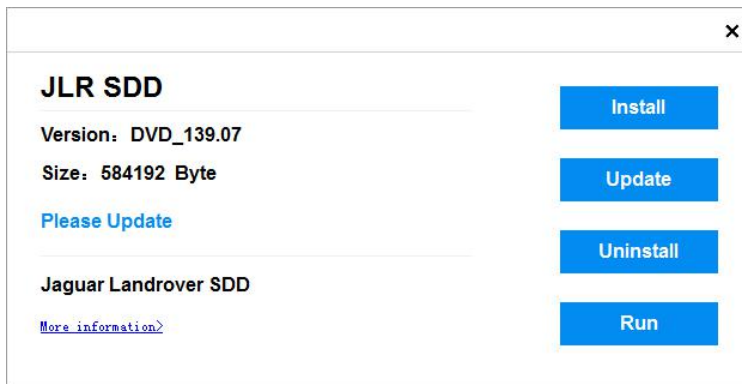 ×
JLR SDD
Version：DVD_139.07
Size：584192 Byte
Please Update
Jaguar Landrover SDD
More information>
Install
Update
Uninstall
Run